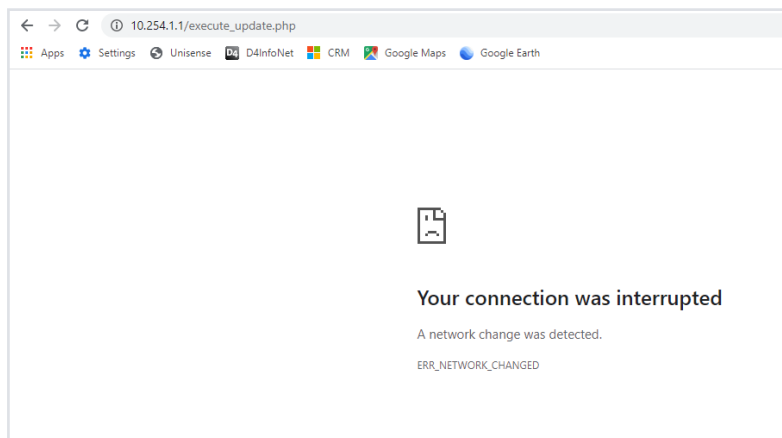 10.254.1.1/execute_update.php
Apps Settings Unisense D4 D4InfoNet CRM Google Maps Google Earth
Your connection was interrupted
A network change was detected.
ERR_NETWORK_CHANGED